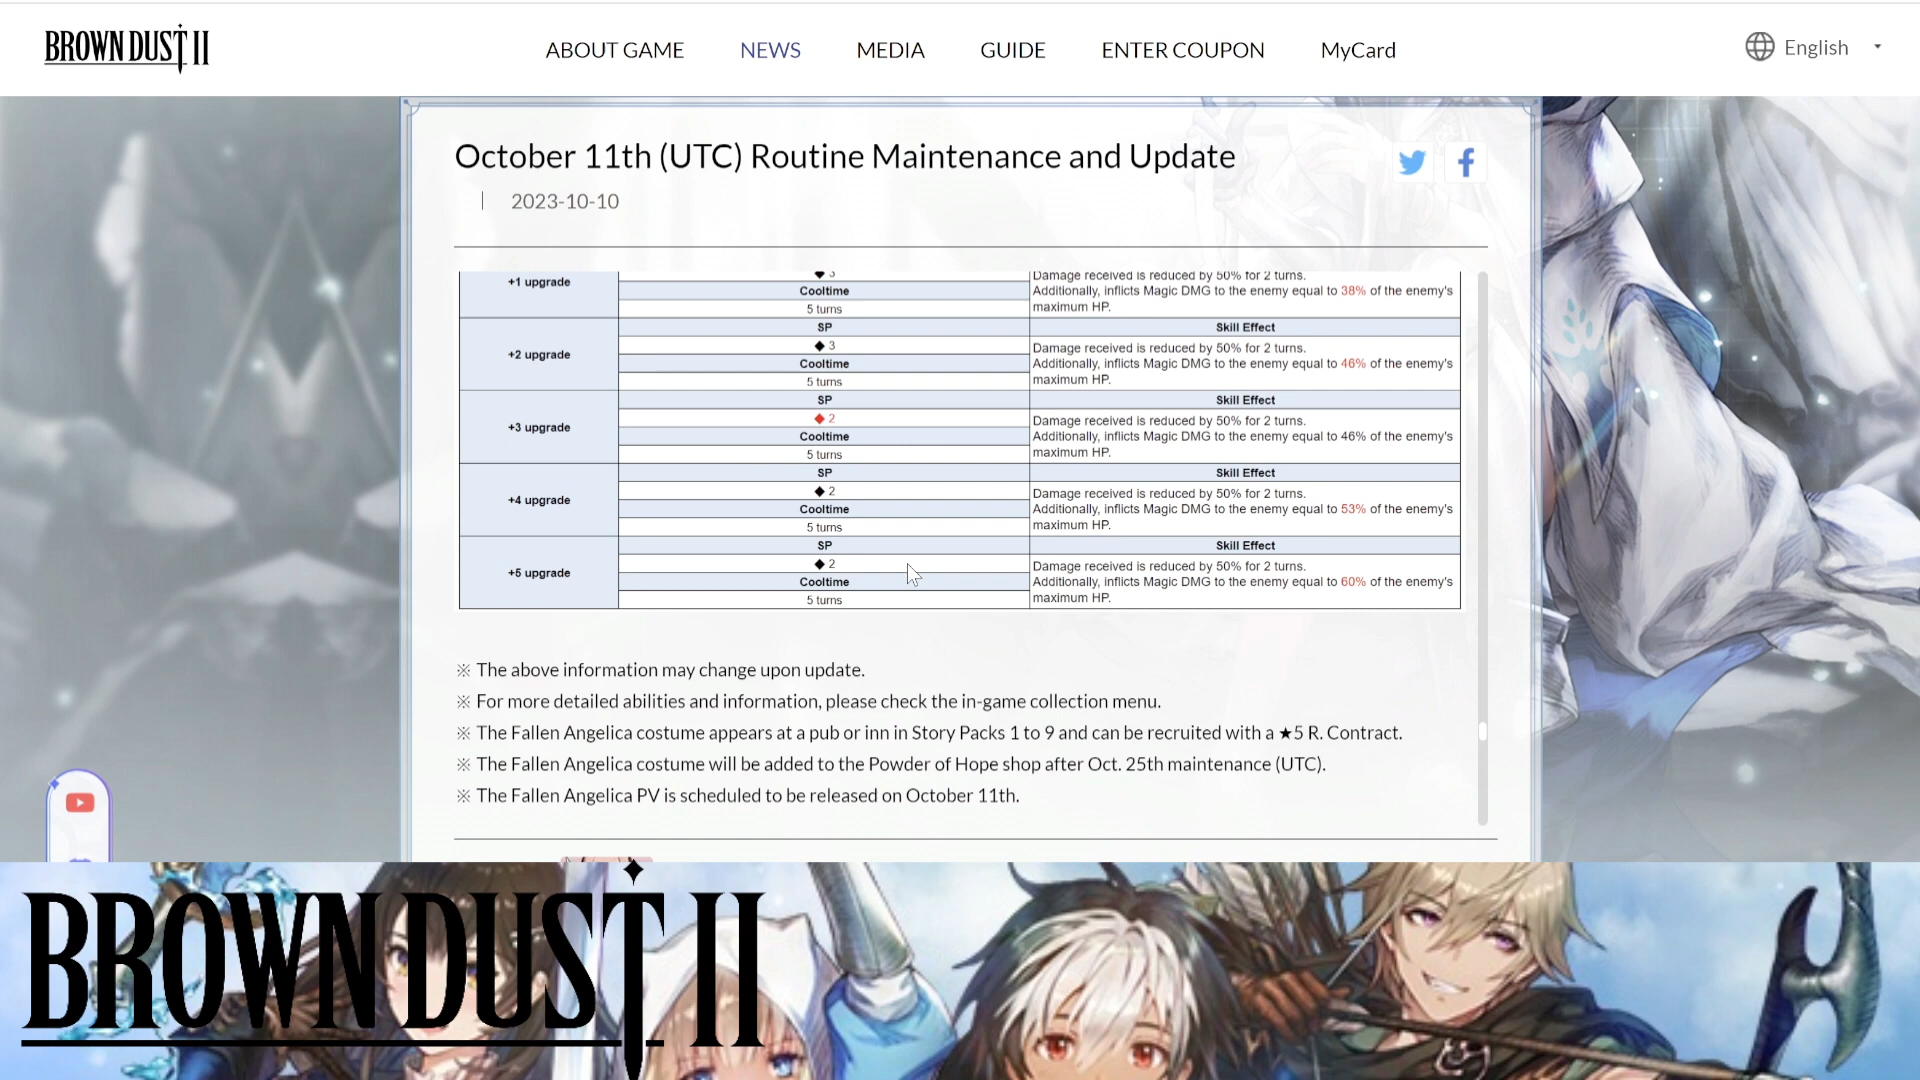 BROWN DUST II
ABOUT GAME
NEWS
MEDIA
GUIDE
ENTER COUPON
MyCard
English
October 11th (UTC) Routine Maintenance and Update
2023-10-10
+1 upgrade
◆ 3
Cooltime
5 turns
Damage received is reduced by 50% for 2 turns.
Additionally, inflicts Magic DMG to the enemy equal to 38% of the enemy's
maximum HP.
+2 upgrade
SP
◆ 3
Cooltime
5 turns
Skill Effect
Damage received is reduced by 50% for 2 turns.
Additionally, inflicts Magic DMG to the enemy equal to 46% of the enemy's
maximum HP.
+3 upgrade
SP
◆ 2
Cooltime
5 turns
Skill Effect
Damage received is reduced by 50% for 2 turns.
Additionally, inflicts Magic DMG to the enemy equal to 46% of the enemy's
maximum HP.
+4 upgrade
SP
◆ 2
Cooltime
5 turns
Skill Effect
Damage received is reduced by 50% for 2 turns.
Additionally, inflicts Magic DMG to the enemy equal to 53% of the enemy's
maximum HP.
+5 upgrade
SP
◆ 2
Cooltime
5 turns
Skill Effect
Damage received is reduced by 50% for 2 turns.
Additionally, inflicts Magic DMG to the enemy equal to 60% of the enemy's
maximum HP.
※ The above information may change upon update.
※ For more detailed abilities and information, please check the in-game collection menu.
※ The Fallen Angelica costume appears at a pub or inn in Story Packs 1 to 9 and can be recruited with a ★5 R. Contract.
※ The Fallen Angelica costume will be added to the Powder of Hope shop after Oct. 25th maintenance (UTC).
※ The Fallen Angelica PV is scheduled to be released on October 11th.
BROWN DUST II